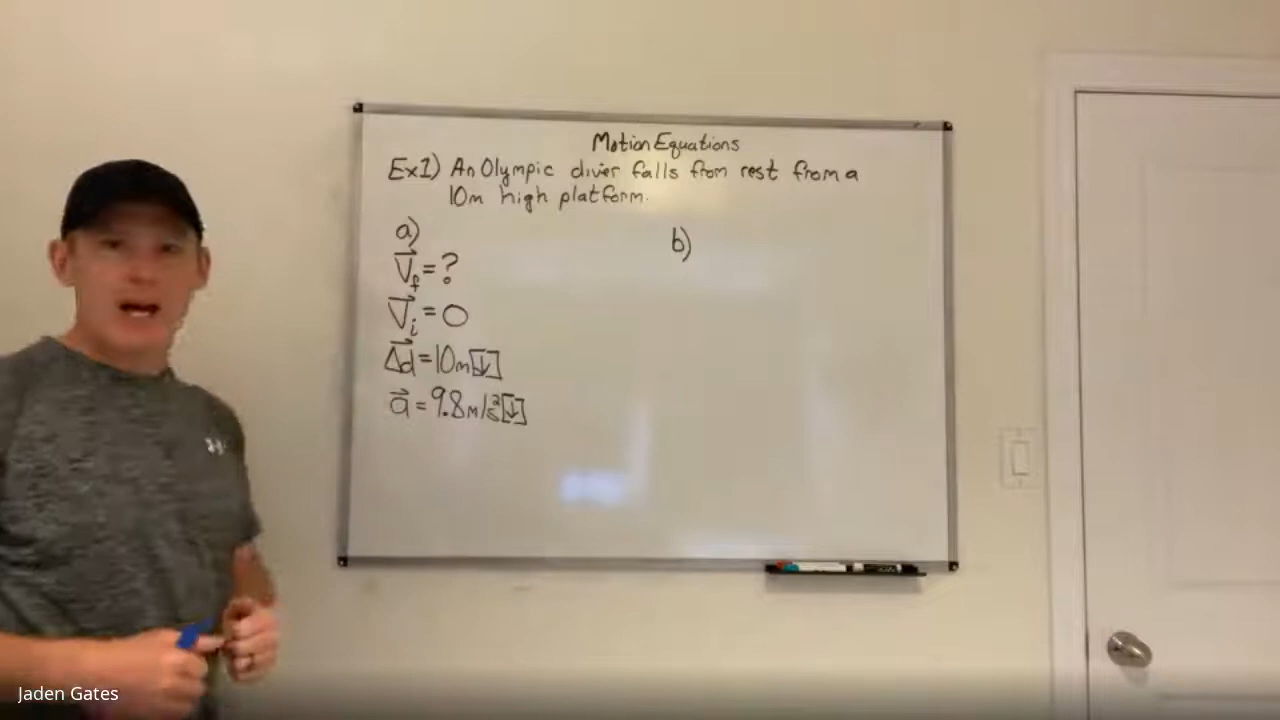 Motion Equations
Ex1) An Olympic diver falls from rest from a
10m high platform.
a)
b)
V⃗f = ?
V⃗i = 0
Δd⃗ = 10m[↓]
a⃗ = 9.8m/s²[↓]
Jaden Gates